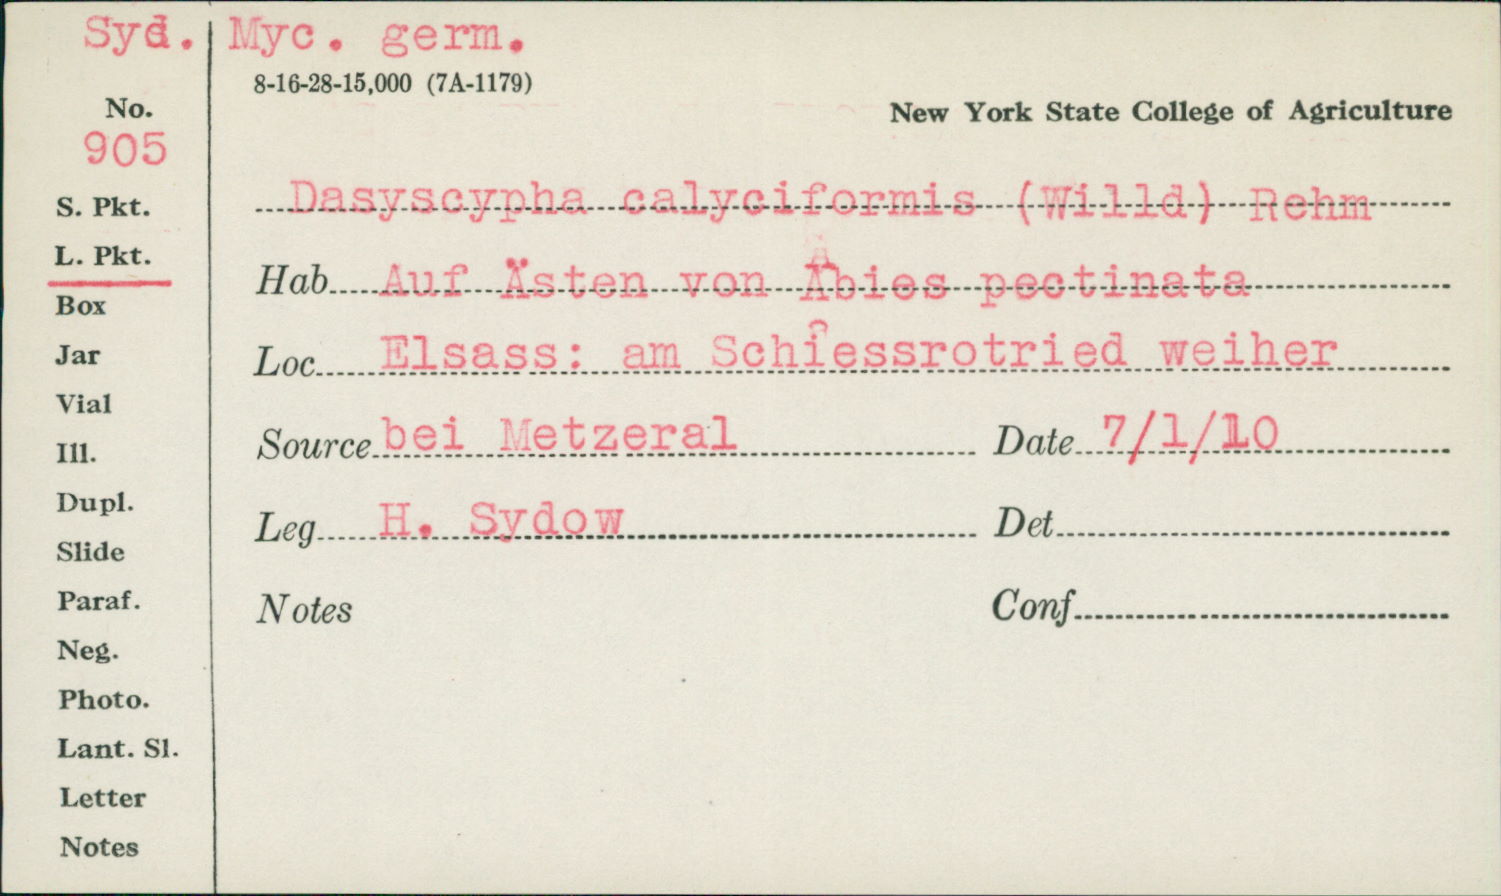 Syd. Myc. germ.
8-16-28-15,000 (7A-1179)
New York State College of Agriculture
No.
905
S. Pkt.
L. Pkt.
Box
Jar
Vial
Ill.
Dupl.
Slide
Paraf.
Neg.
Photo.
Lant. Sl.
Letter
Notes
Dasyscypha calyciformis (Willd) Rehm
Hab Auf Ästen von Abies pectinata
Loc Elsass: am Schiessrotried weiher
Source bei Metzeral Date 7/1/10
Leg H. Sydow Det
Notes Conf